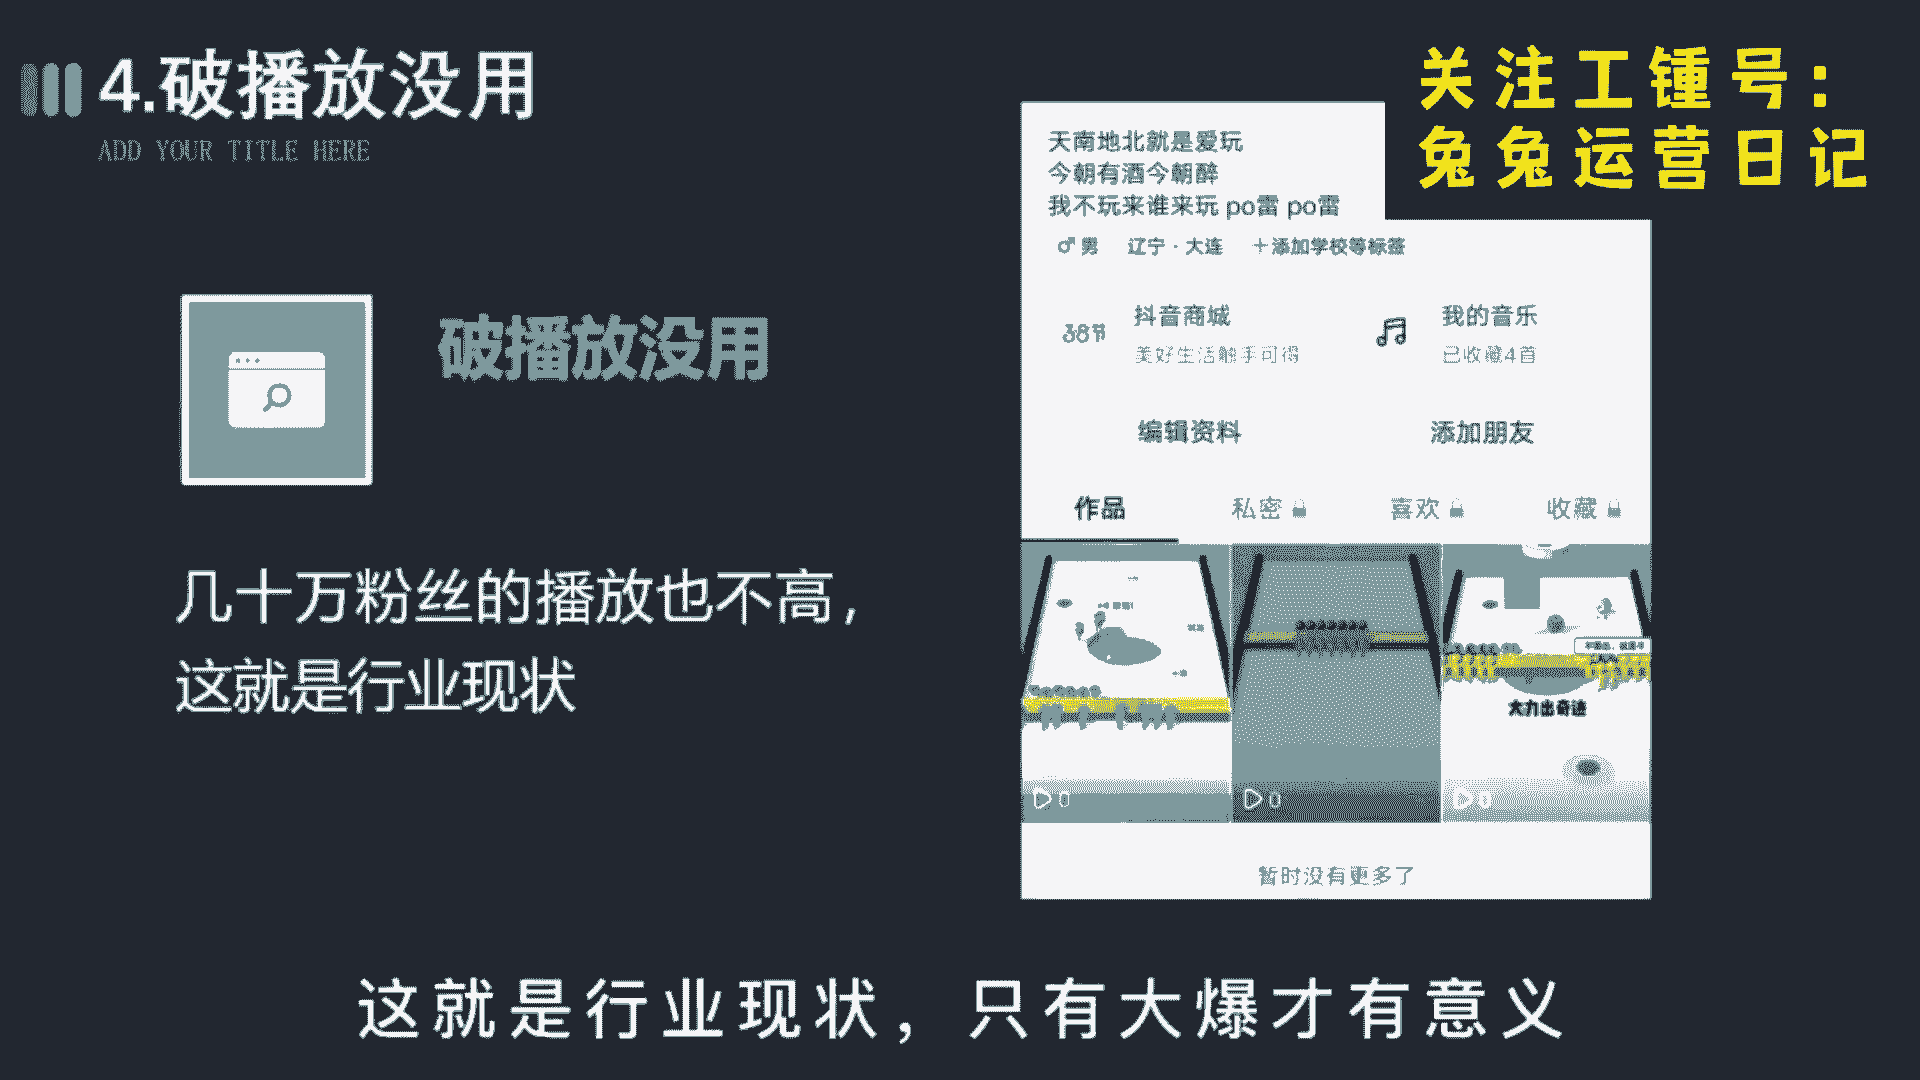 4.破播放没用
ADD YOUR TITLE HERE
关注工锺号：
兔兔运营日记
破播放没用
几十万粉丝的播放也不高，
这就是行业现状
天南地北就是爱玩
今朝有酒今朝醉
我不玩来谁来玩 po雷 po雷
♂男 辽宁·大连 +添加学校等标签
抖音商城
美好生活触手可得
我的音乐
已收藏4首
编辑资料 添加朋友
作品 私密 喜欢 收藏
大力出奇迹
0 0 0
暂时没有更多了
这就是行业现状，只有大爆才有意义